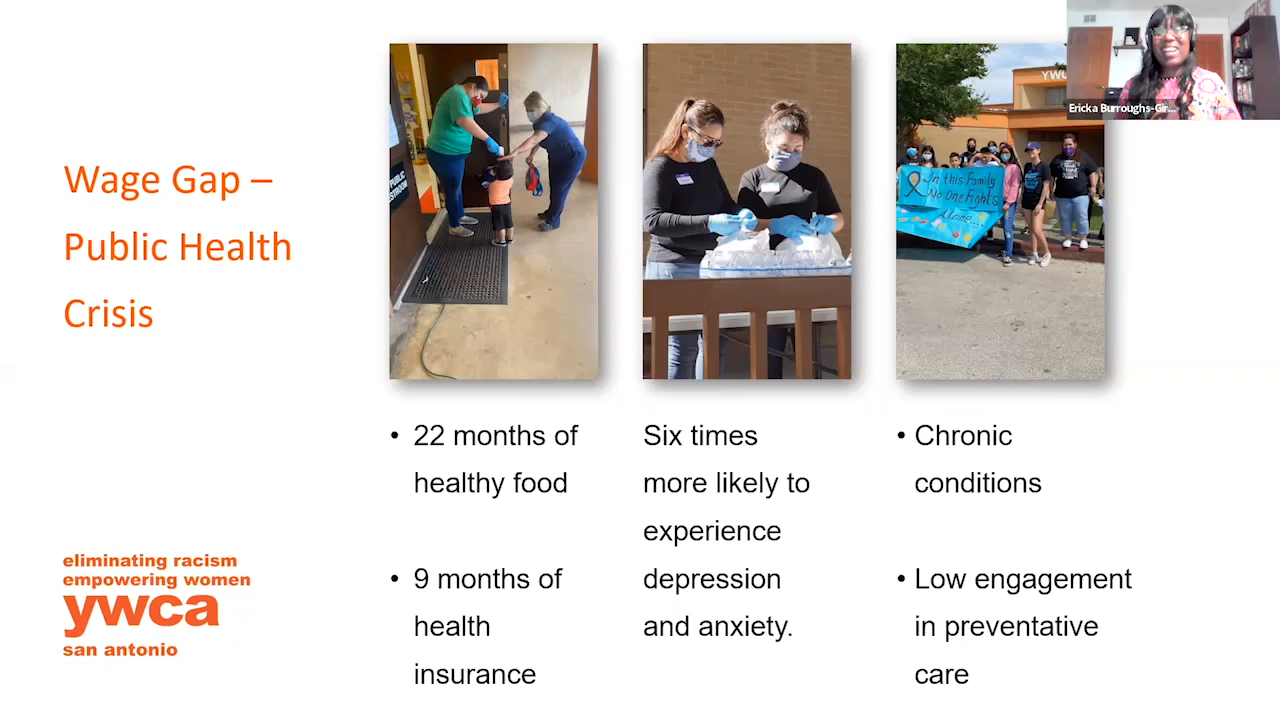 Wage Gap –
Public Health
Crisis
eliminating racism
empowering women
ywca
san antonio
PUBLIC
STROOM
In this Family
No One Fights
Alone...
YWC
Ericka Burroughs-Gir...
• 22 months of
healthy food
• 9 months of
health
insurance
Six times
more likely to
experience
depression
and anxiety.
• Chronic
conditions
• Low engagement
in preventative
care